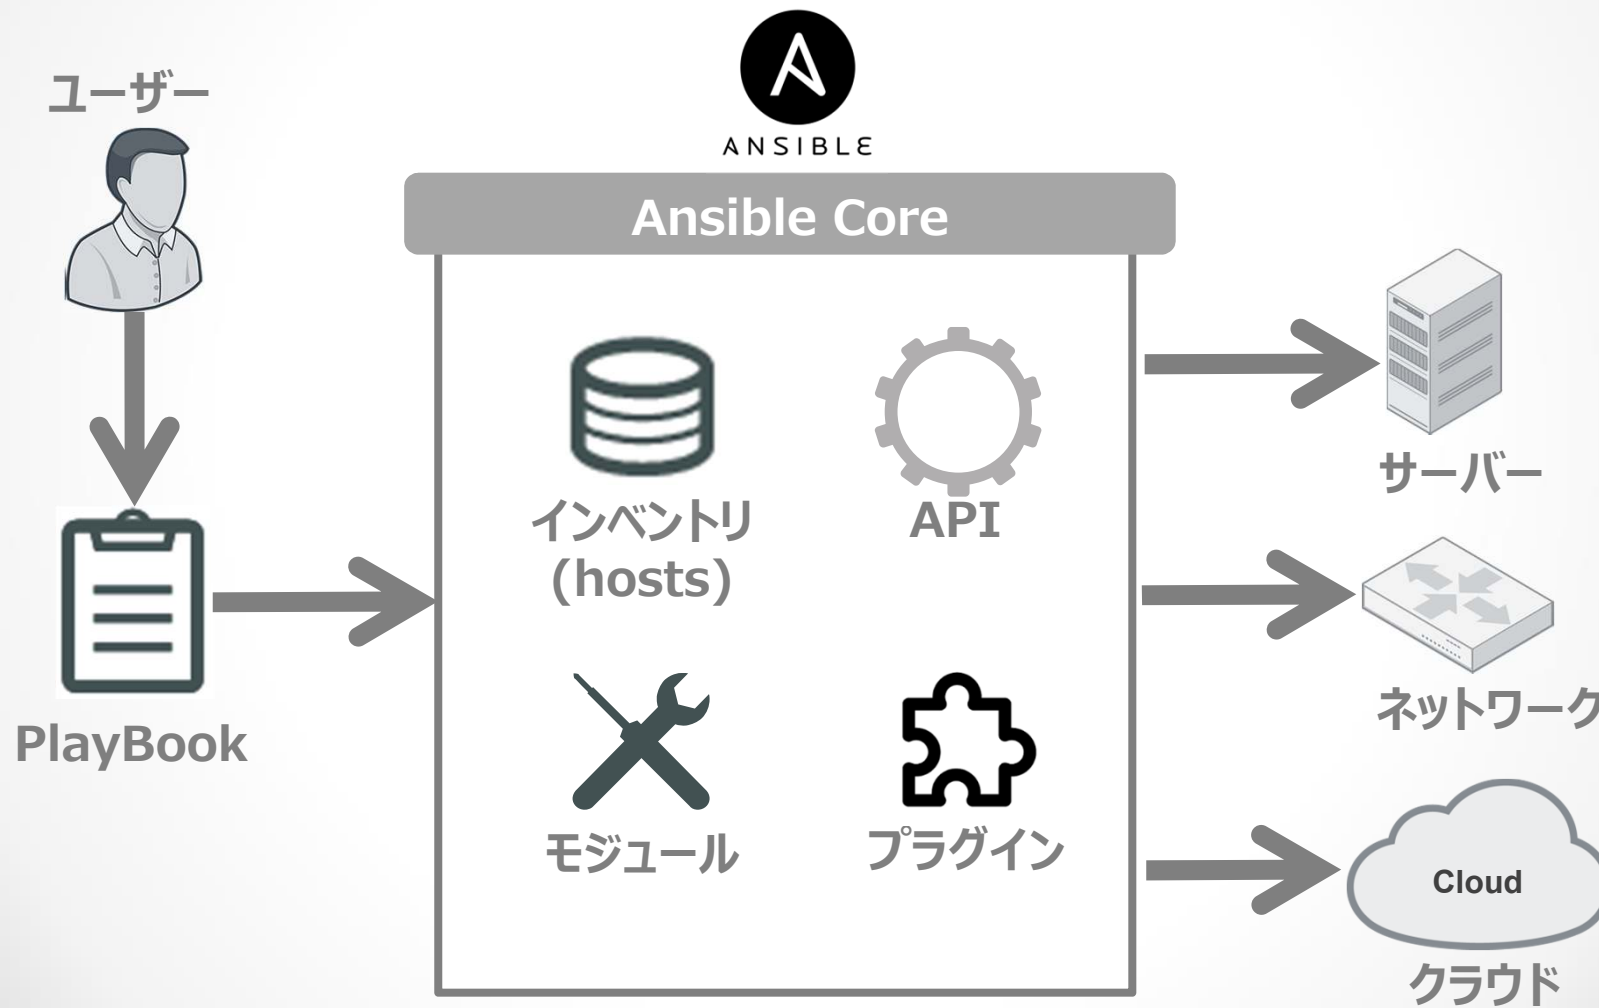 ANSIBLE
ユーザー
Ansible Core
インベントリ
(hosts)
API
サーバー
PlayBook
ネットワーク
モジュール
プラグイン
Cloud
クラウド